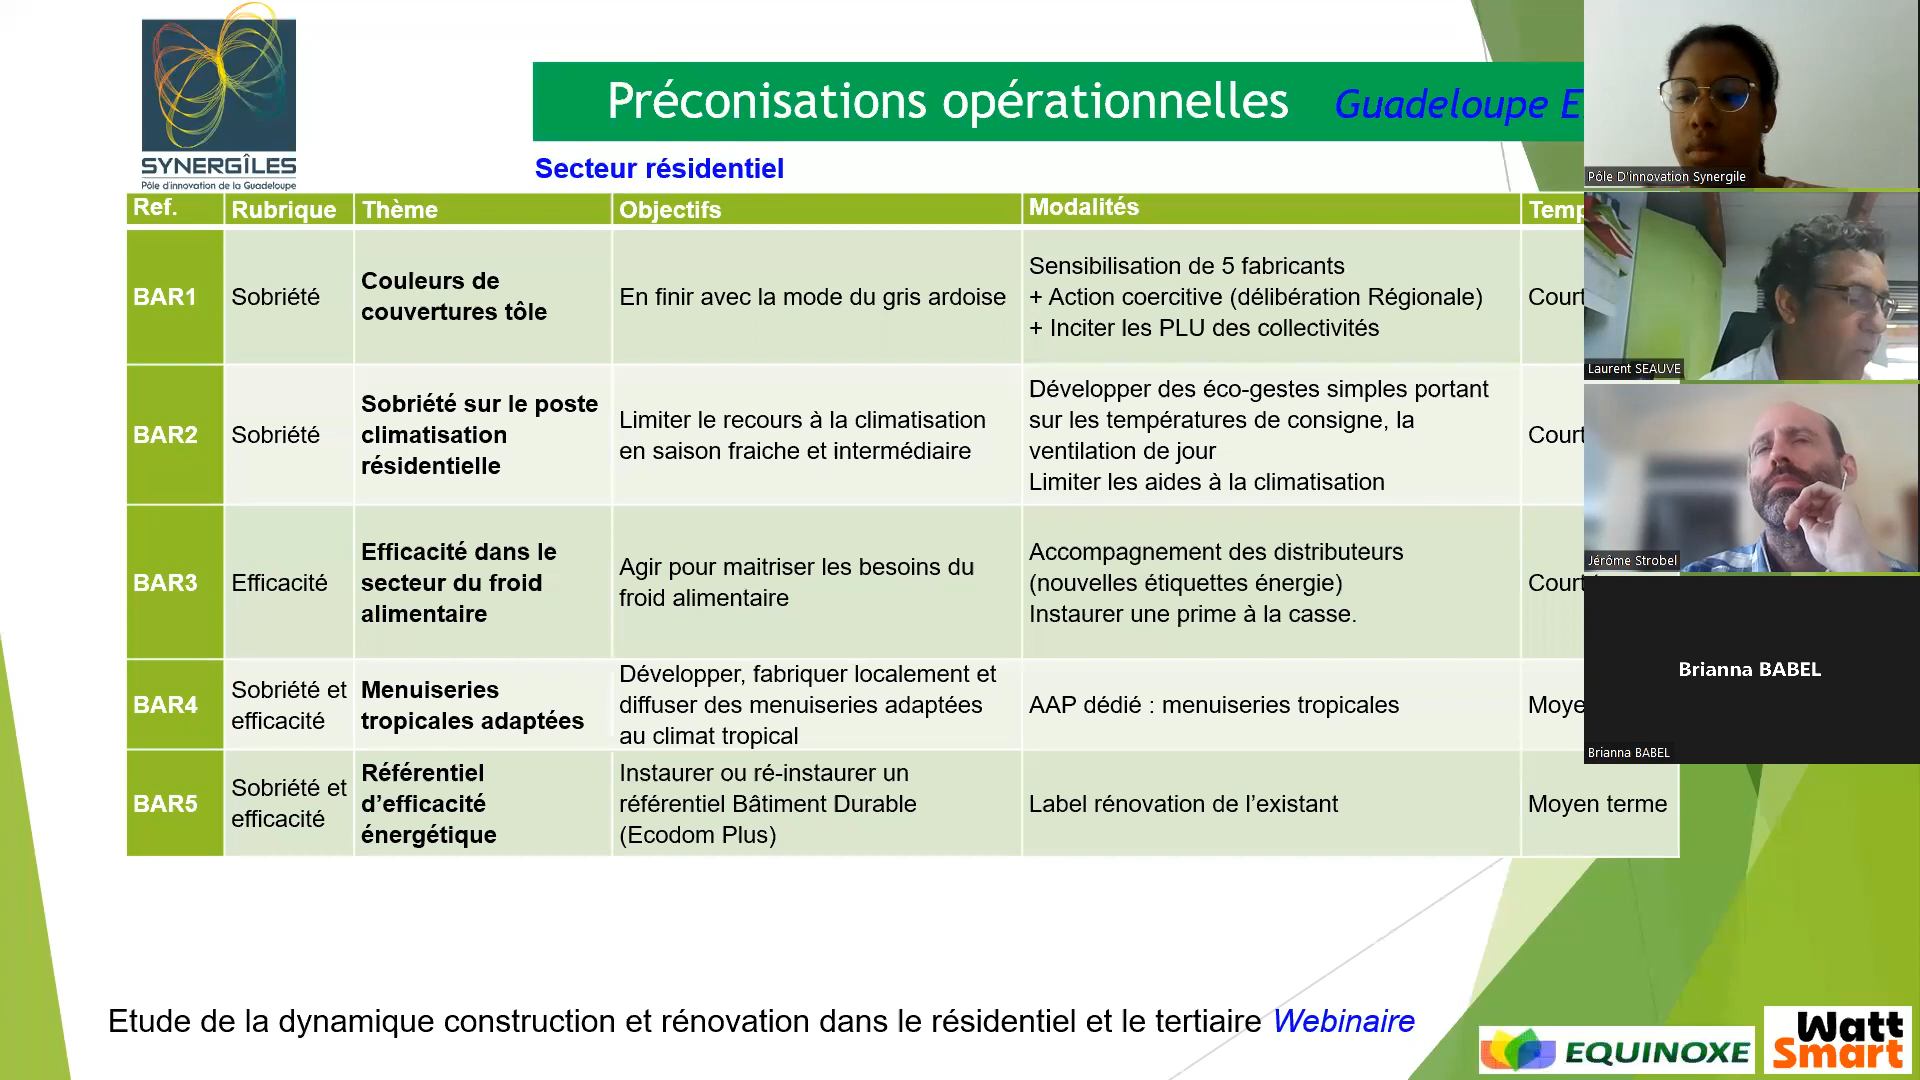 SYNERGÎLES
Pôle d'innovation de la Guadeloupe
Préconisations opérationnelles Guadeloupe E
Secteur résidentiel
Ref. Rubrique Thème Objectifs Modalités Temp
BAR1
Sobriété
Couleurs de
couvertures tôle
En finir avec la mode du gris ardoise
Sensibilisation de 5 fabricants
+ Action coercitive (délibération Régionale)
+ Inciter les PLU des collectivités
Court
BAR2
Sobriété
Sobriété sur le poste
climatisation
résidentielle
Limiter le recours à la climatisation
en saison fraiche et intermédiaire
Développer des éco-gestes simples portant
sur les températures de consigne, la
ventilation de jour
Limiter les aides à la climatisation
Court
BAR3
Efficacité
Efficacité dans le
secteur du froid
alimentaire
Agir pour maitriser les besoins du
froid alimentaire
Accompagnement des distributeurs
(nouvelles étiquettes énergie)
Instaurer une prime à la casse.
Court
BAR4
Sobriété et
efficacité
Menuiseries
tropicales adaptées
Développer, fabriquer localement et
diffuser des menuiseries adaptées
au climat tropical
AAP dédié : menuiseries tropicales
Moye
BAR5
Sobriété et
efficacité
Référentiel
d’efficacité
énergétique
Instaurer ou ré-instaurer un
référentiel Bâtiment Durable
(Ecodom Plus)
Label rénovation de l’existant
Moyen terme
Pôle D'innovation Synergile
Laurent SEAUVE
Jérôme Strobel
Brianna BABEL
Brianna BABEL
Etude de la dynamique construction et rénovation dans le résidentiel et le tertiaire Webinaire
EQUINOXE
Watt
Smart